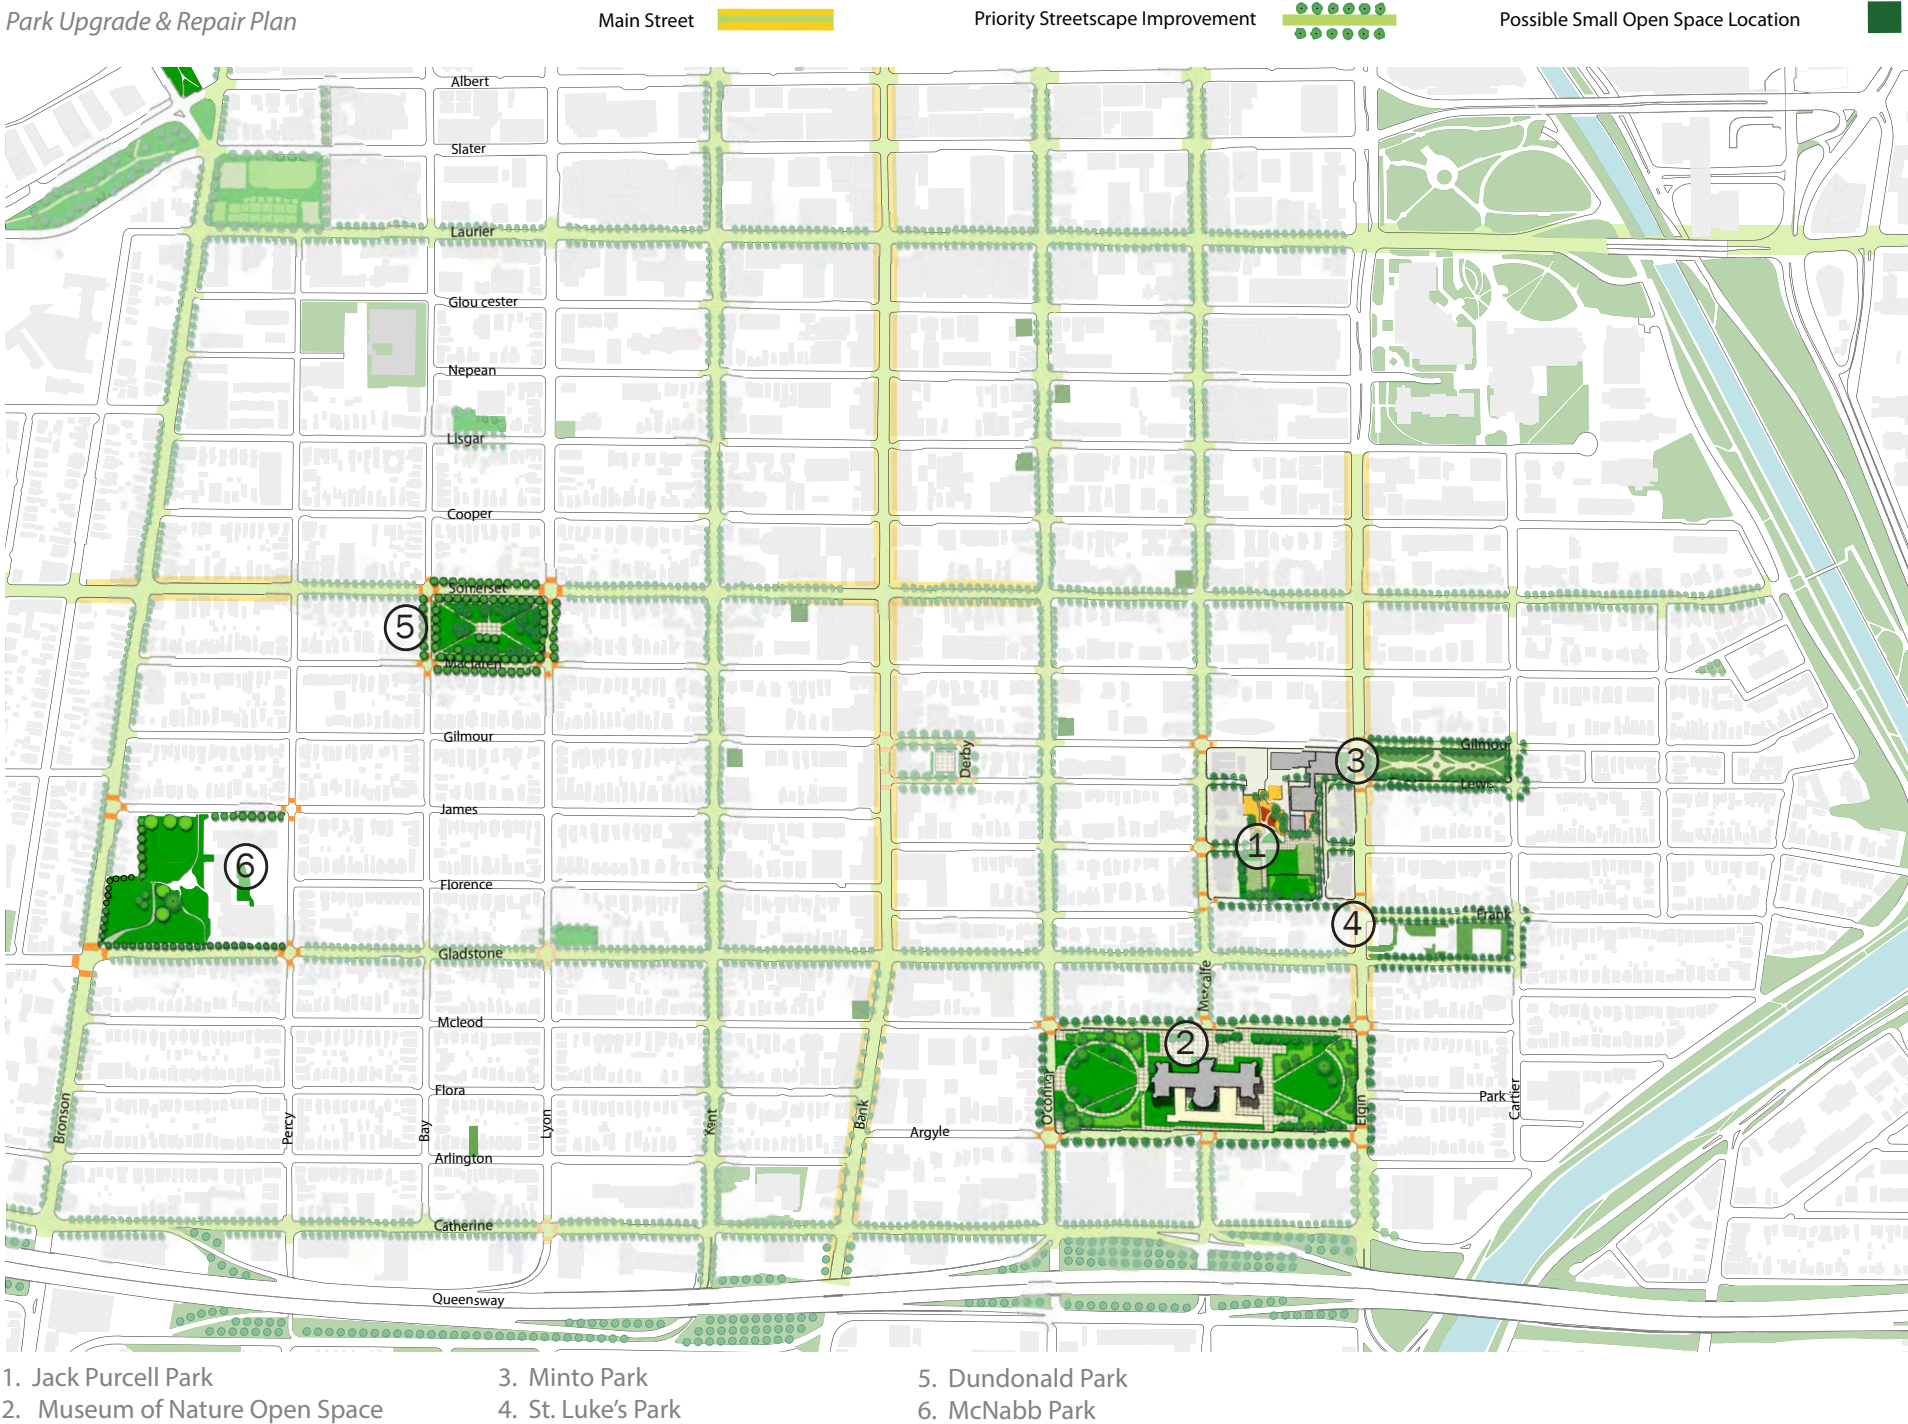 Park Upgrade & Repair Plan
Main Street
Priority Streetscape Improvement
Possible Small Open Space Location
Albert
Slater
Laurier
Glou cester
Nepean
Lisgar
Cooper
Somerset
5
Maclaren
Gilmour
Derby
Gilmour
3
Lewis
James
1
6
Florence
Frank
4
Gladstone
Metcalfe
Mcleod
2
Flora
Park
Cartier
Bronson
Percy
Bay
Lyon
Kent
Bank
Argyle
O'connor
Elgin
Arlington
Catherine
Queensway
1. Jack Purcell Park
2. Museum of Nature Open Space
3. Minto Park
4. St. Luke's Park
5. Dundonald Park
6. McNabb Park